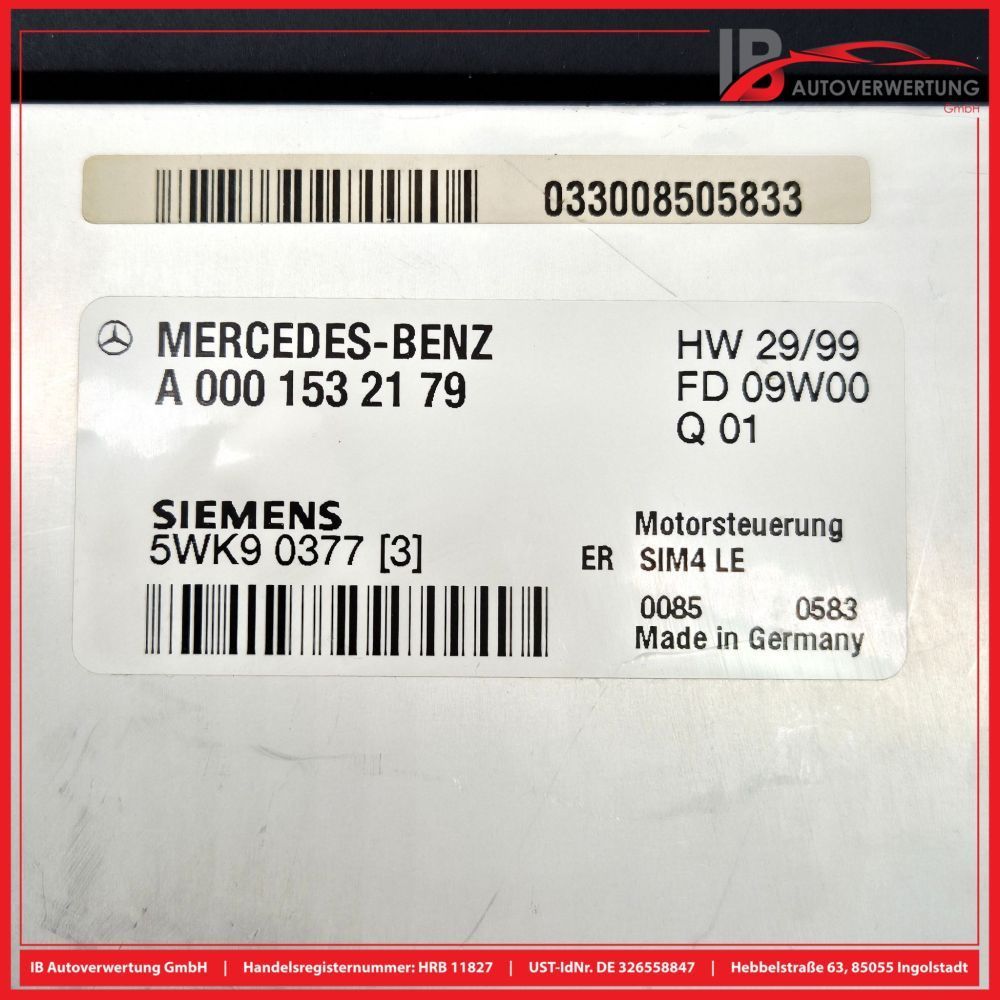 IB
AUTOVERWERTUNG
GmbH
033008505833
MERCEDES-BENZ
A 000 153 21 79
HW 29/99
FD 09W00
Q 01
SIEMENS
5WK9 0377 [3]
Motorsteuerung
ER SIM4 LE
0085 0583
Made in Germany
IB Autoverwertung GmbH | Handelsregisternummer: HRB 11827 | UST-IdNr. DE 326558847 | Hebbelstraße 63, 85055 Ingolstadt